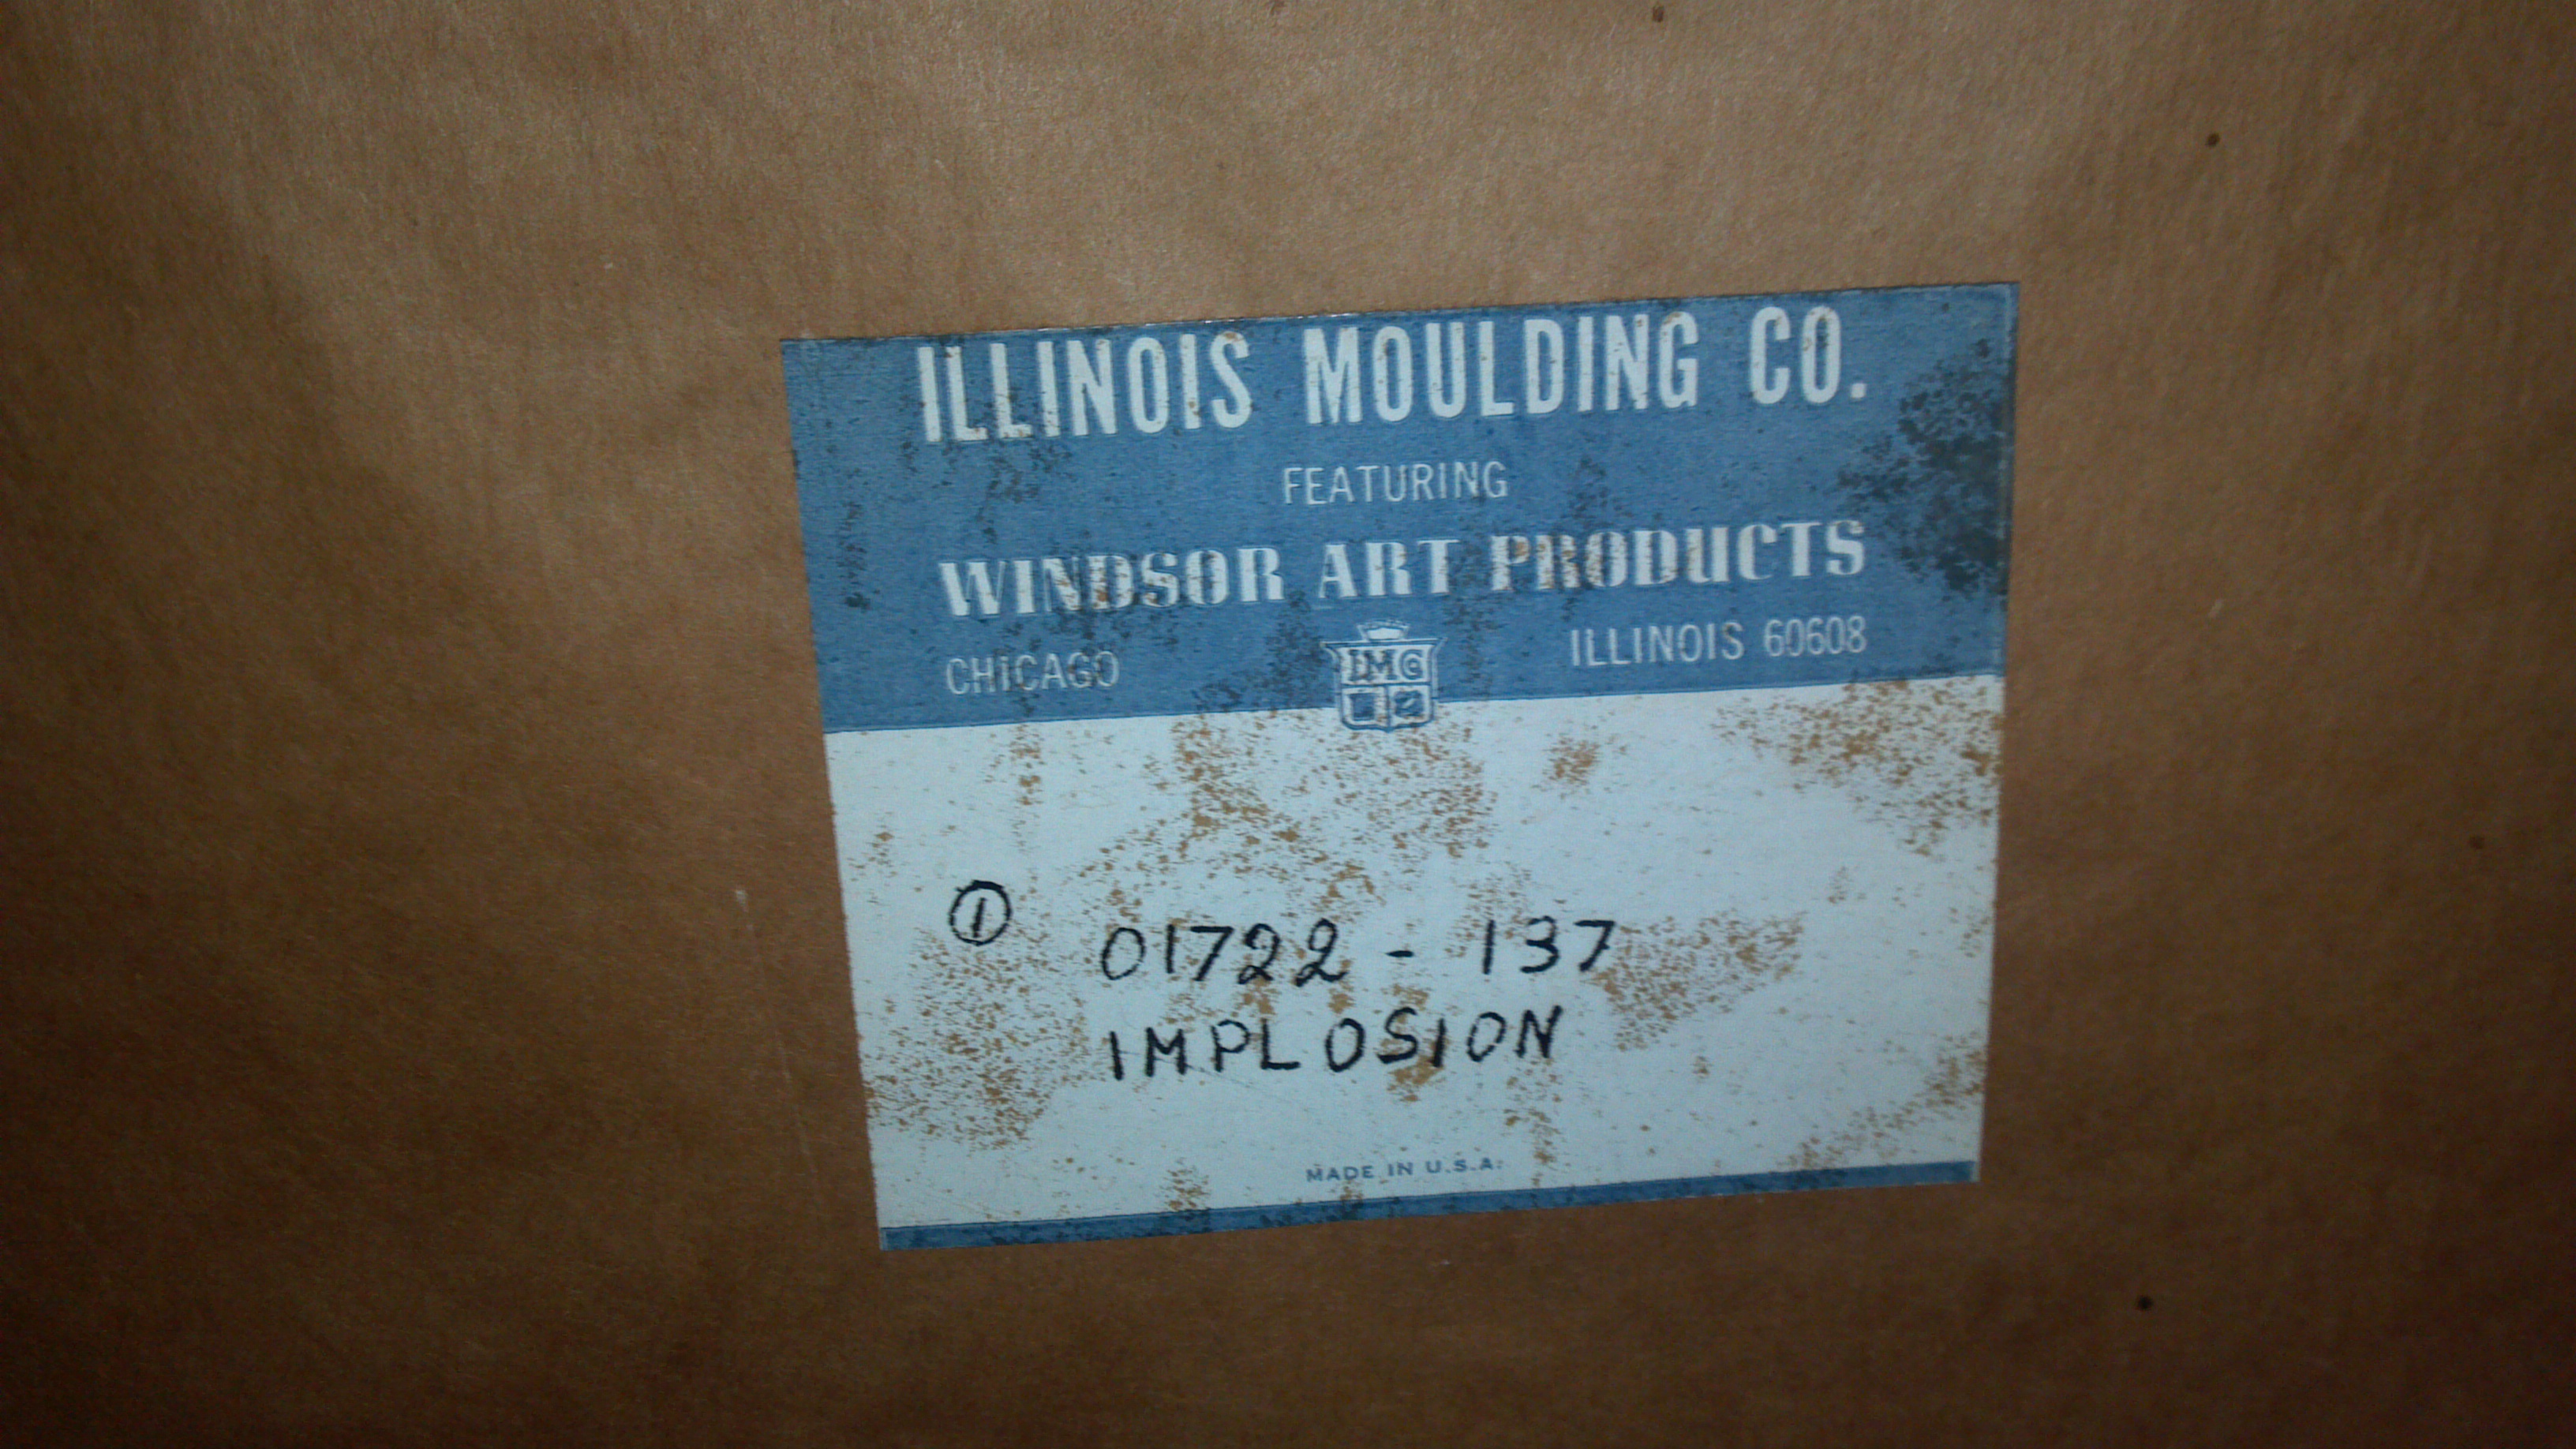 ILLINOIS MOULDING CO.
FEATURING
WINDSOR ART PRODUCTS
CHICAGO IMC ILLINOIS 60608
① 01722 - 137
IMPLOSION
MADE IN U.S.A.